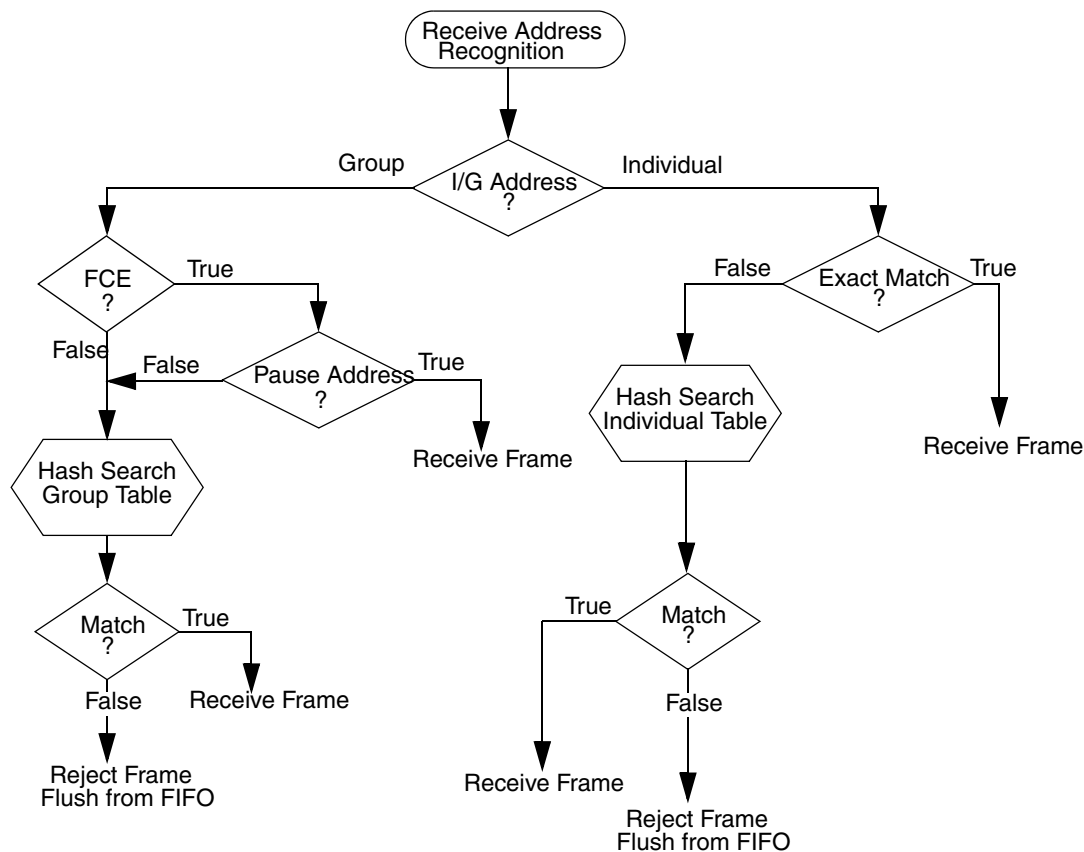 Receive Address
Recognition
Group
I/G Address
?
Individual
FCE
?
True
False
Exact Match
?
True
False
False
Pause Address
?
True
Hash Search
Individual Table
Receive Frame
Receive Frame
Hash Search
Group Table
Match
?
True
True
Match
?
False
Receive Frame
False
Reject Frame
Flush from FIFO
Receive Frame
Reject Frame
Flush from FIFO